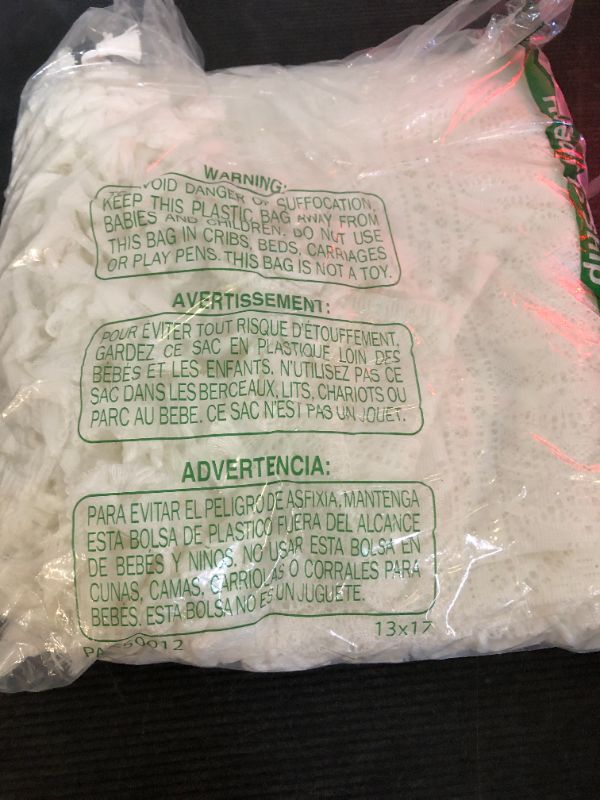 WARNING:
VOID DANGER OF SUFFOCATION,
KEEP THIS PLASTIC BAG AWAY FROM
BABIES AND CHILDREN. DO NOT USE
THIS BAG IN CRIBS, BEDS, CARRIAGES
OR PLAY PENS. THIS BAG IS NOT A TOY.
AVERTISSEMENT:
POUR ÉVITER TOUT RISQUE D'ÉTOUFFEMENT,
GARDEZ CE SAC EN PLASTIQUE LOIN DES
BÉBÉS ET LES ENFANTS. N'UTILISEZ PAS CE
SAC DANS LES BERCEAUX, LITS, CHARIOTS OU
PARC AU BEBE. CE SAC N'EST PAS UN JOUET.
ADVERTENCIA:
PARA EVITAR EL PELIGRO DE ASFIXIA, MANTENGA
ESTA BOLSA DE PLASTICO FUERA DEL ALCANCE
DE BEBÉS Y NINOS. NO USAR ESTA BOLSA EN
CUNAS, CAMAS, CARRIOLAS O CORRALES PARA
BEBÉS. ESTA BOLSA NO ES UN JUGUETE.
13x17